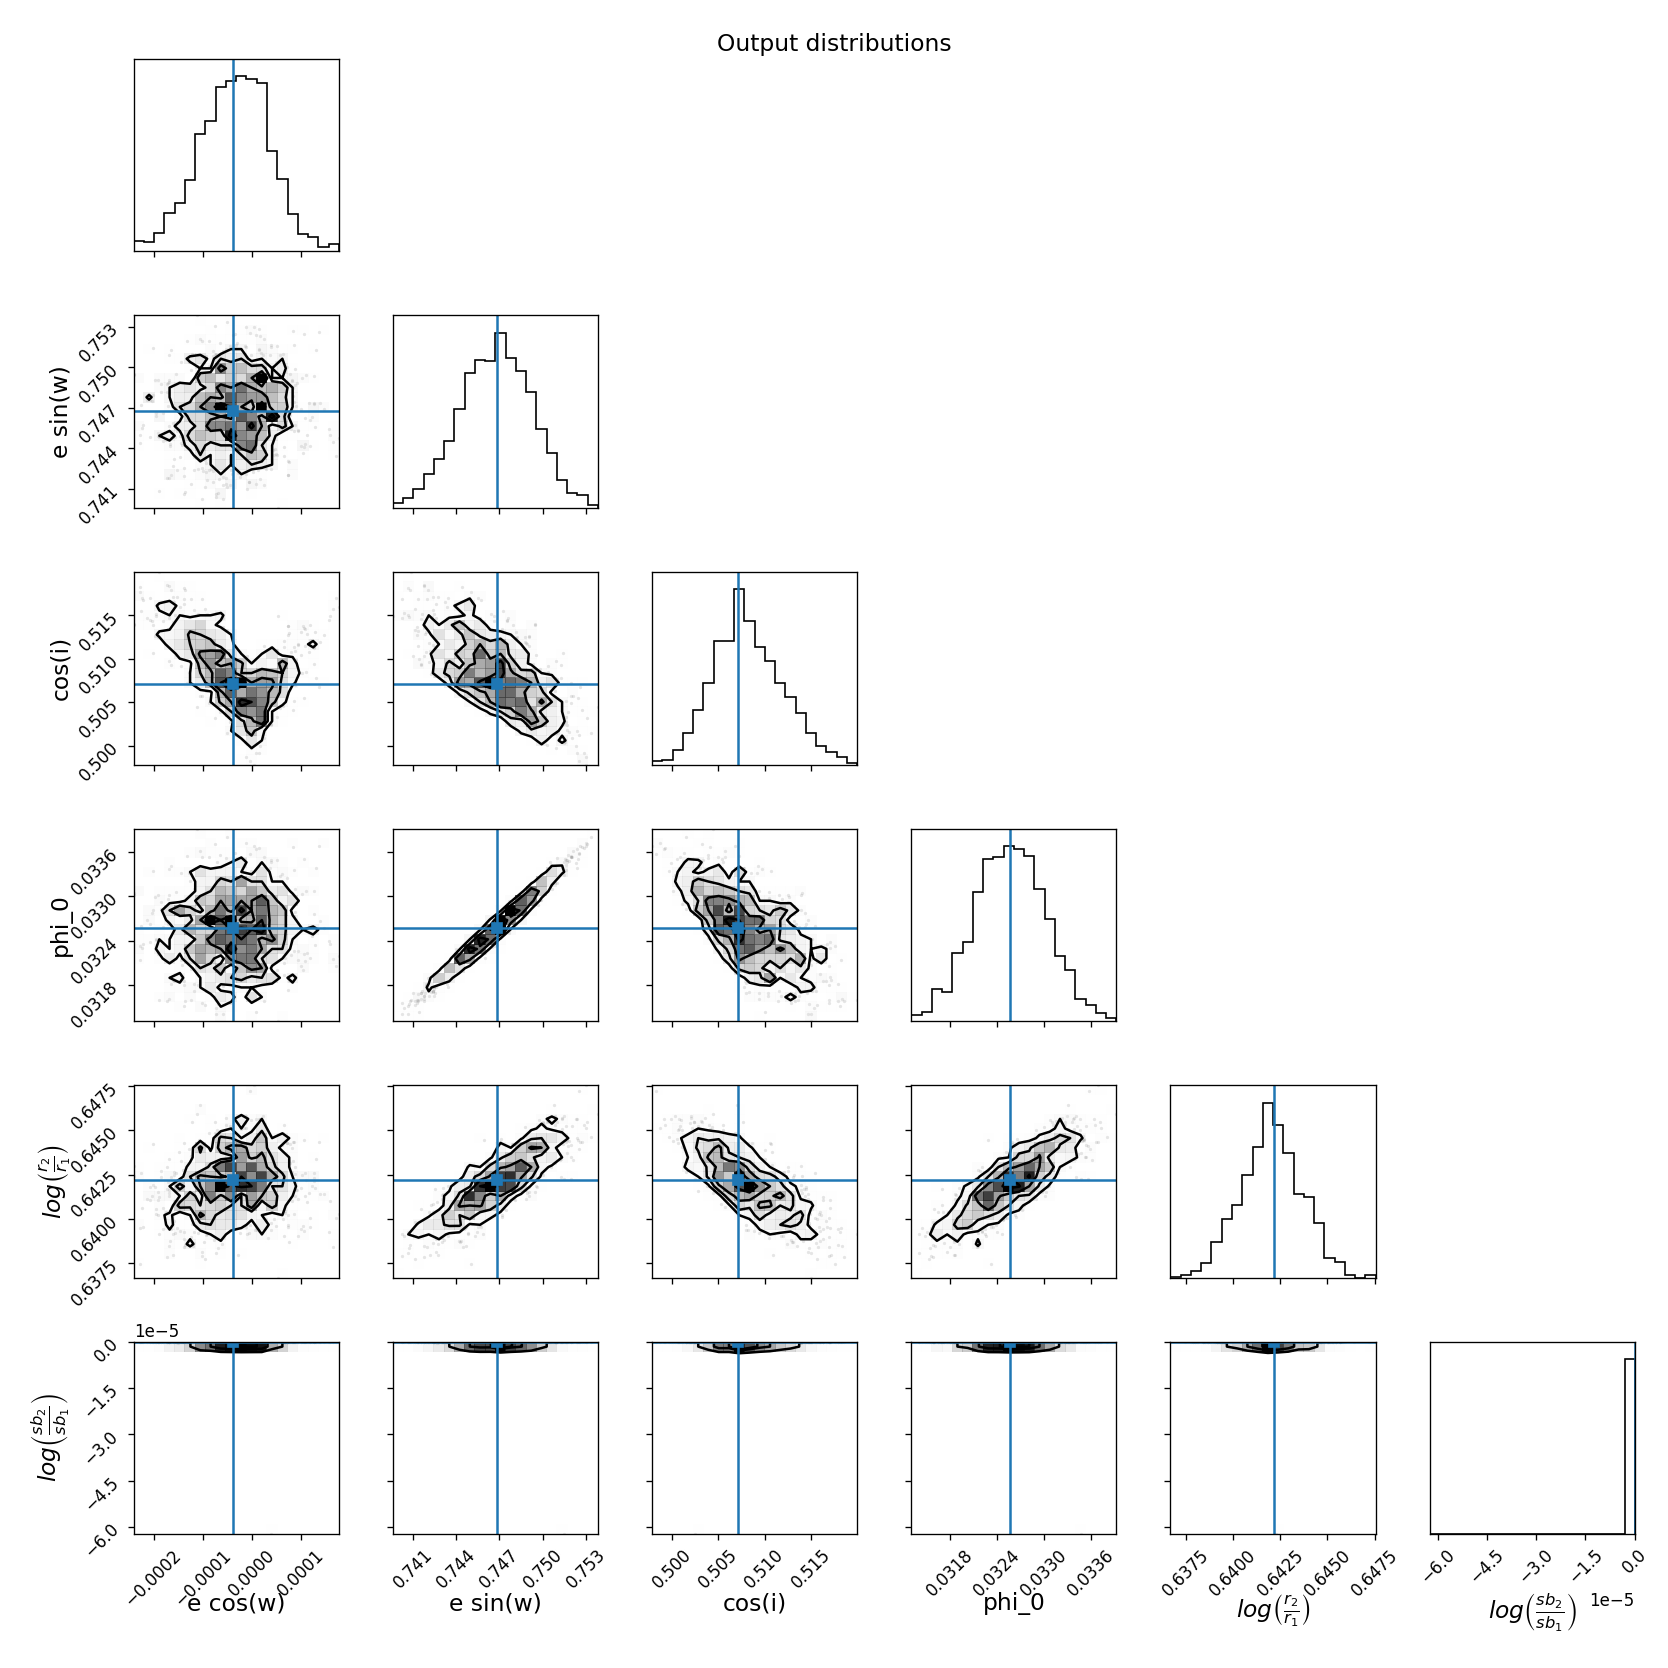 Output distributions
0.753
0.750
0.747
0.744
0.741
e sin(w)
0.515
0.510
0.505
0.500
cos(i)
0.0336
0.0330
0.0324
0.0318
phi_0
0.6475
0.6450
0.6425
0.6400
0.6375
log(r₂/r₁)
1e−5
0.0
−1.5
−3.0
−4.5
−6.0
log(sb₂/sb₁)
−0.0002 −0.0001 0.0000 0.0001 0.741 0.744 0.747 0.750 0.753 0.500 0.505 0.510 0.515 0.0318 0.0324 0.0330 0.0336 0.6375 0.6400 0.6425 0.6450 0.6475 −6.0 −4.5 −3.0 −1.5 0.0
1e−5
e cos(w) e sin(w) cos(i) phi_0 log(r₂/r₁) log(sb₂/sb₁)